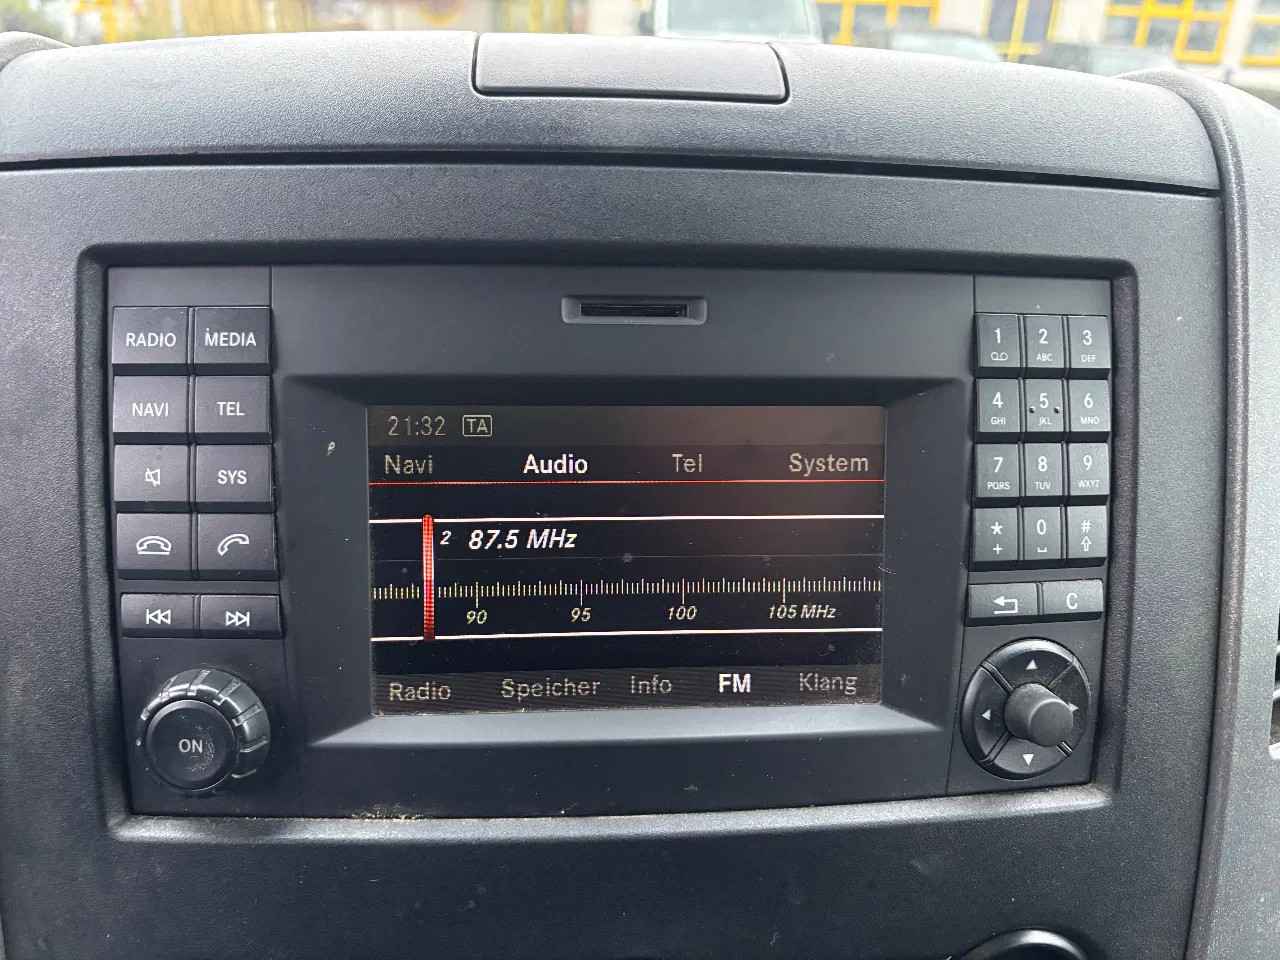 RADIO MEDIA
NAVI TEL
SYS
ON
21:32 TA
Navi Audio Tel System
2 87.5 MHz
90 95 100 105 MHz
Radio Speicher Info FM Klang
1 2 ABC 3 DEF
4 GHI 5 JKL 6 MNO
7 PQRS 8 TUV 9 WXYZ
* + 0 #
C